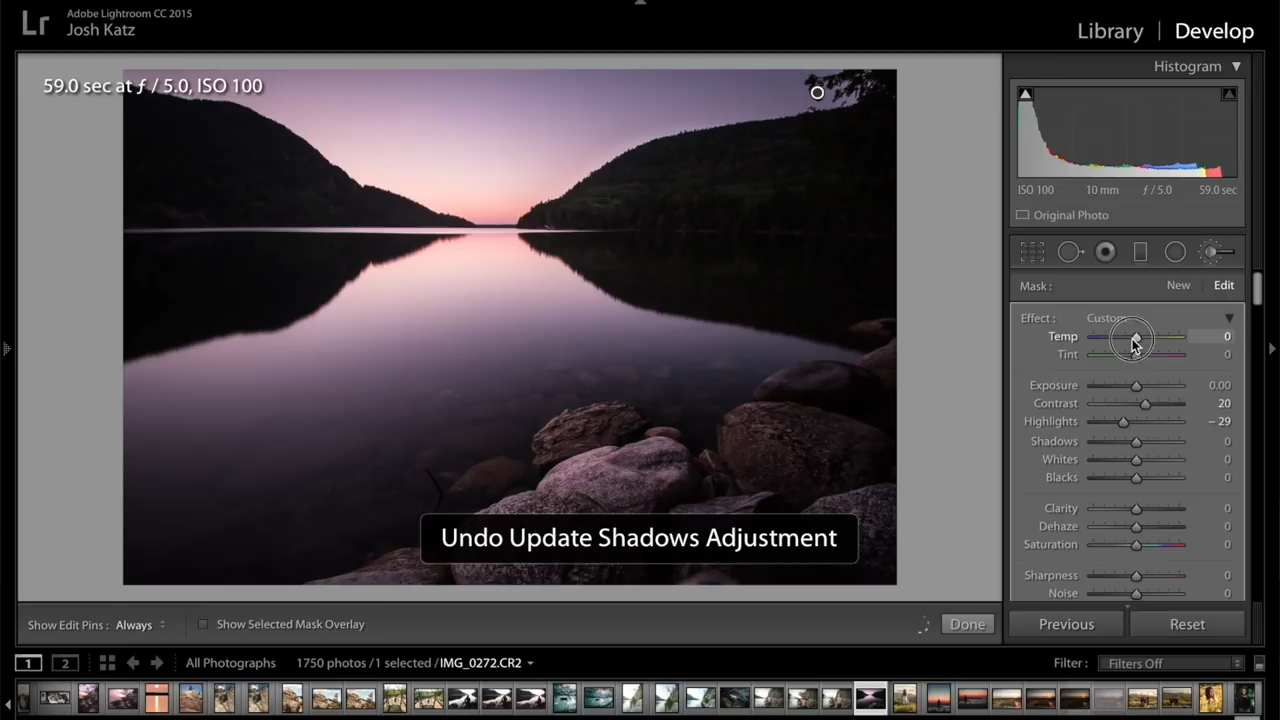 Adobe Lightroom CC 2015
Josh Katz
Lr
Library | Develop
59.0 sec at ƒ / 5.0, ISO 100
Histogram
ISO 100 10 mm ƒ / 5.0 59.0 sec
Original Photo
Mask : New Edit
Effect : Custom
Temp 0
Tint 0
Exposure 0.00
Contrast 20
Highlights – 29
Shadows 0
Whites 0
Blacks 0
Clarity 0
Dehaze 0
Saturation 0
Sharpness 0
Noise 0
Undo Update Shadows Adjustment
Show Edit Pins : Always Show Selected Mask Overlay Done Previous Reset
1 2 All Photographs 1750 photos /1 selected /IMG_0272.CR2 Filter : Filters Off